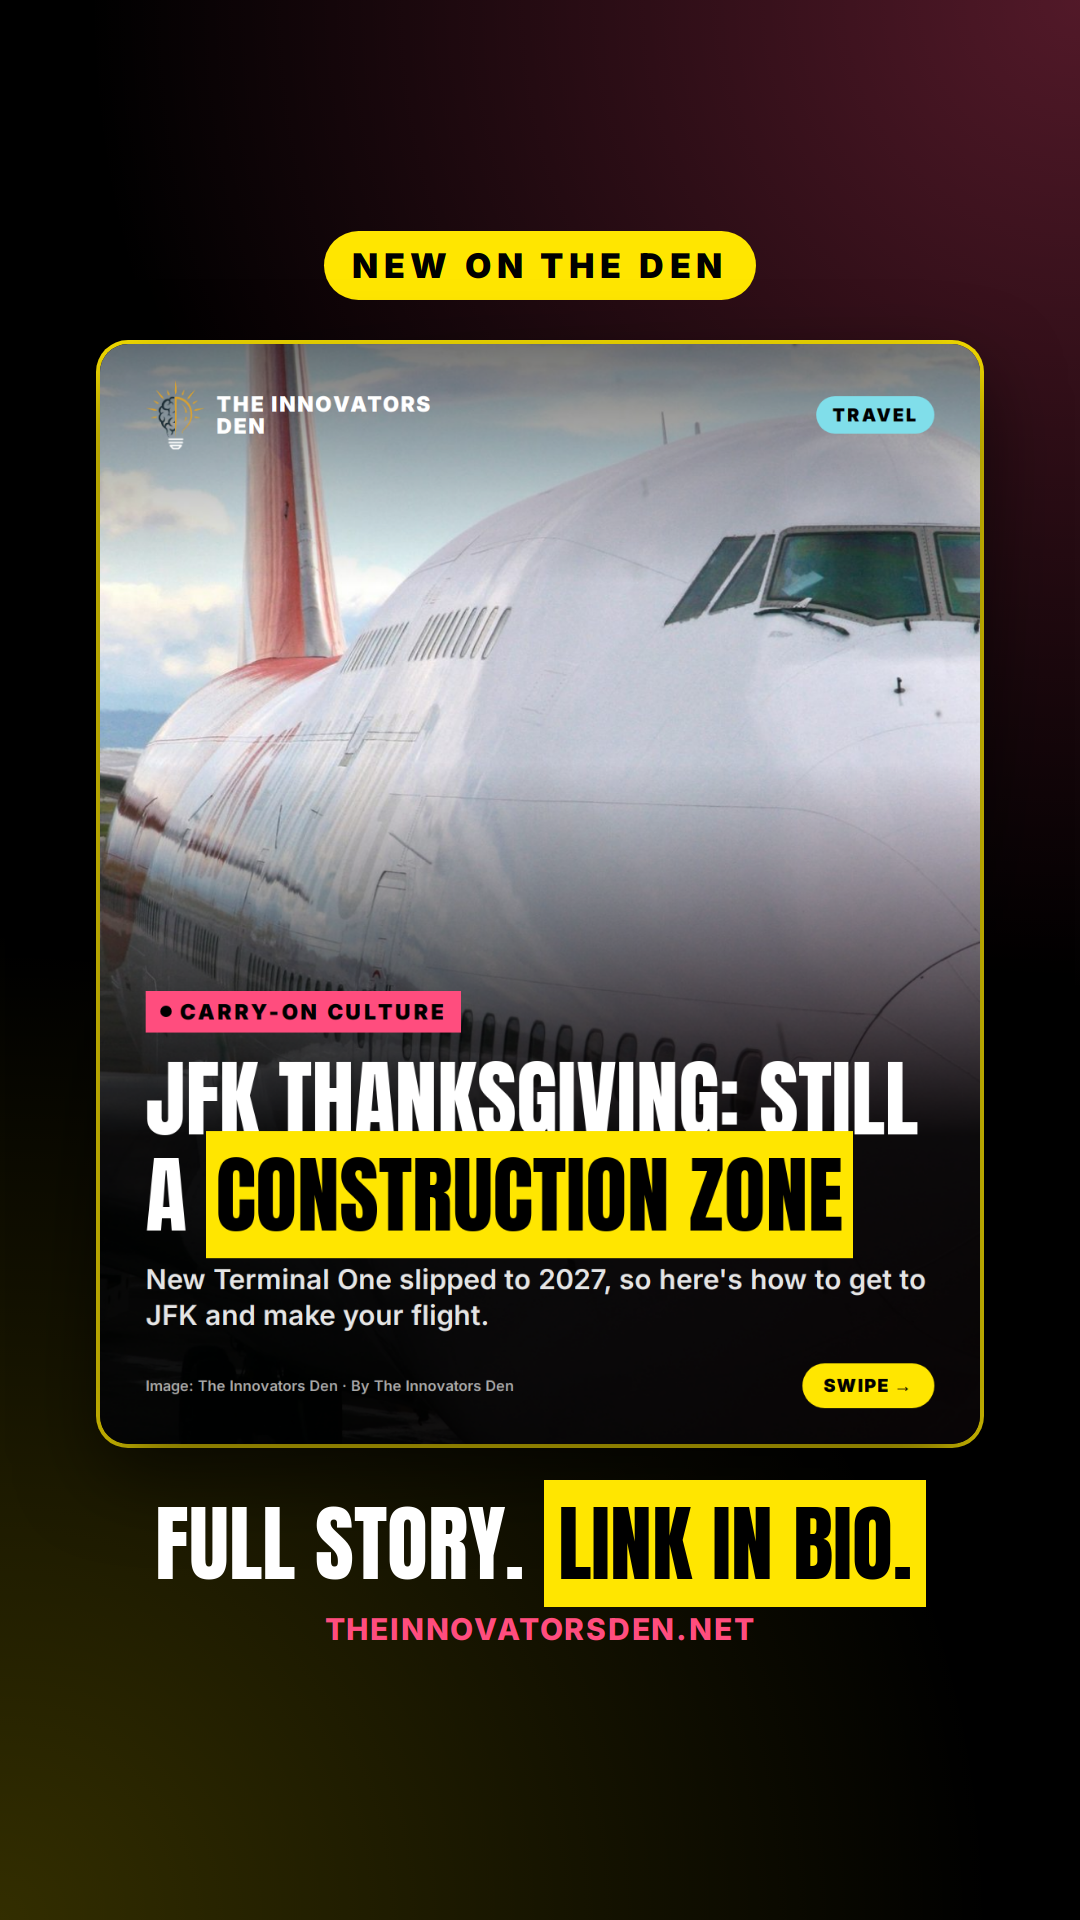 NEW ON THE DEN
THE INNOVATORS
DEN
TRAVEL
• CARRY-ON CULTURE
JFK THANKSGIVING: STILL
A CONSTRUCTION ZONE
New Terminal One slipped to 2027, so here's how to get to
JFK and make your flight.
Image: The Innovators Den · By The Innovators Den
SWIPE →
FULL STORY. LINK IN BIO.
THEINNOVATORSDEN.NET